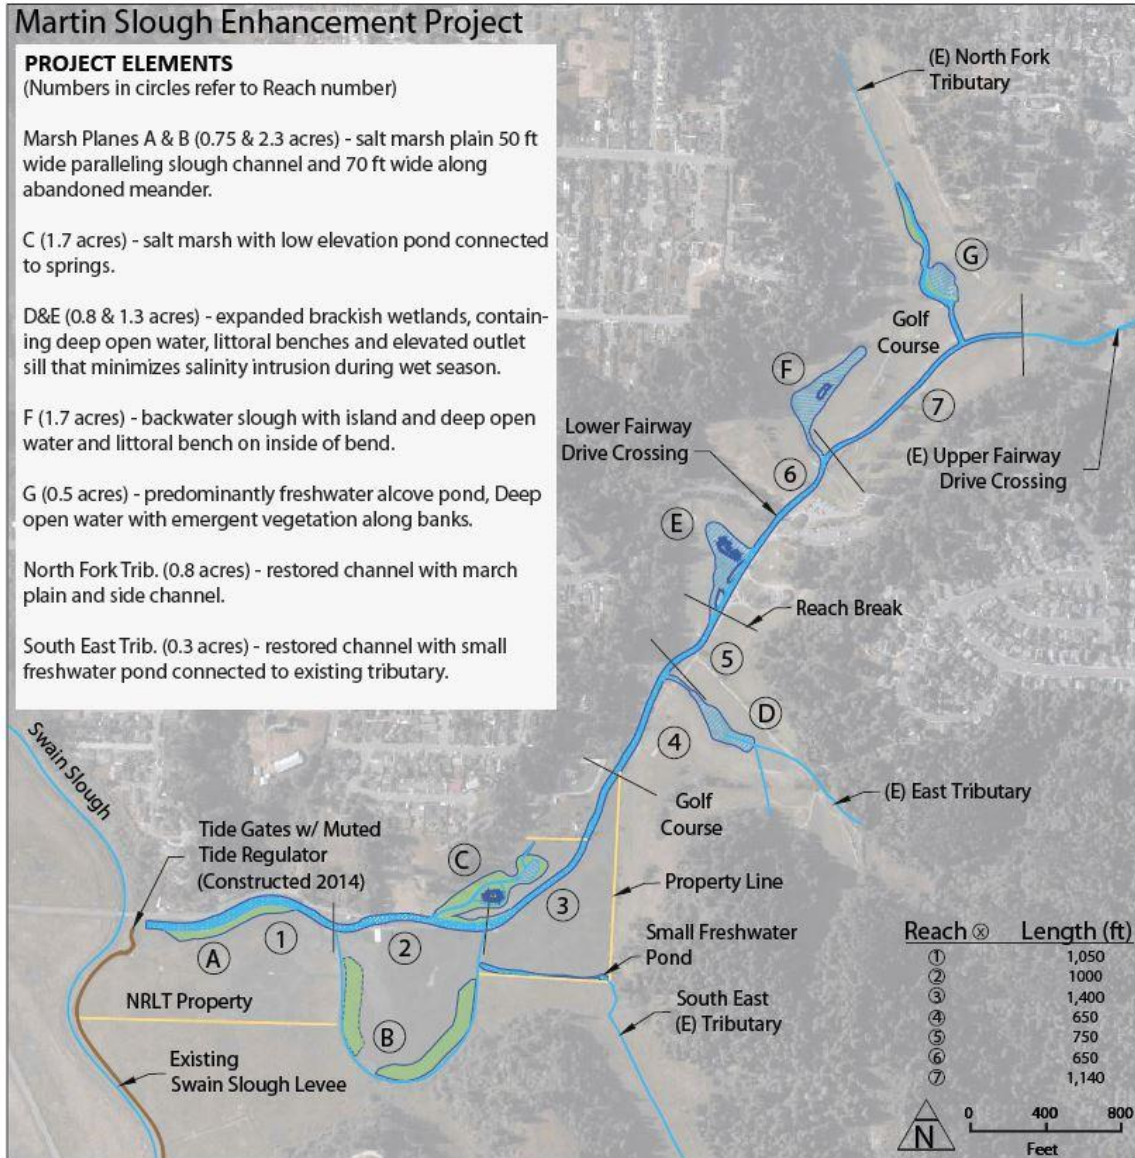 Martin Slough Enhancement Project
PROJECT ELEMENTS
(Numbers in circles refer to Reach number)
Marsh Planes A & B (0.75 & 2.3 acres) - salt marsh plain 50 ft
wide paralleling slough channel and 70 ft wide along
abandoned meander.
C (1.7 acres) - salt marsh with low elevation pond connected
to springs.
D&E (0.8 & 1.3 acres) - expanded brackish wetlands, contain-
ing deep open water, littoral benches and elevated outlet
sill that minimizes salinity intrusion during wet season.
F (1.7 acres) - backwater slough with island and deep open
water and littoral bench on inside of bend.
G (0.5 acres) - predominantly freshwater alcove pond, Deep
open water with emergent vegetation along banks.
North Fork Trib. (0.8 acres) - restored channel with march
plain and side channel.
South East Trib. (0.3 acres) - restored channel with small
freshwater pond connected to existing tributary.
(E) North Fork
Tributary
G
Golf
Course
F
7
Lower Fairway
Drive Crossing
(E) Upper Fairway
Drive Crossing
6
E
Reach Break
5
D
4
Swain Slough
(E) East Tributary
Golf
Course
Tide Gates w/ Muted
Tide Regulator
(Constructed 2014)
C
Property Line
3
A
1
2
Small Freshwater
Pond
NRLT Property
South East
(E) Tributary
B
Existing
Swain Slough Levee
Reach ⓧ Length (ft)
① 1,050
② 1000
③ 1,400
④ 650
⑤ 750
⑥ 650
⑦ 1,140
N
0 400 800
Feet